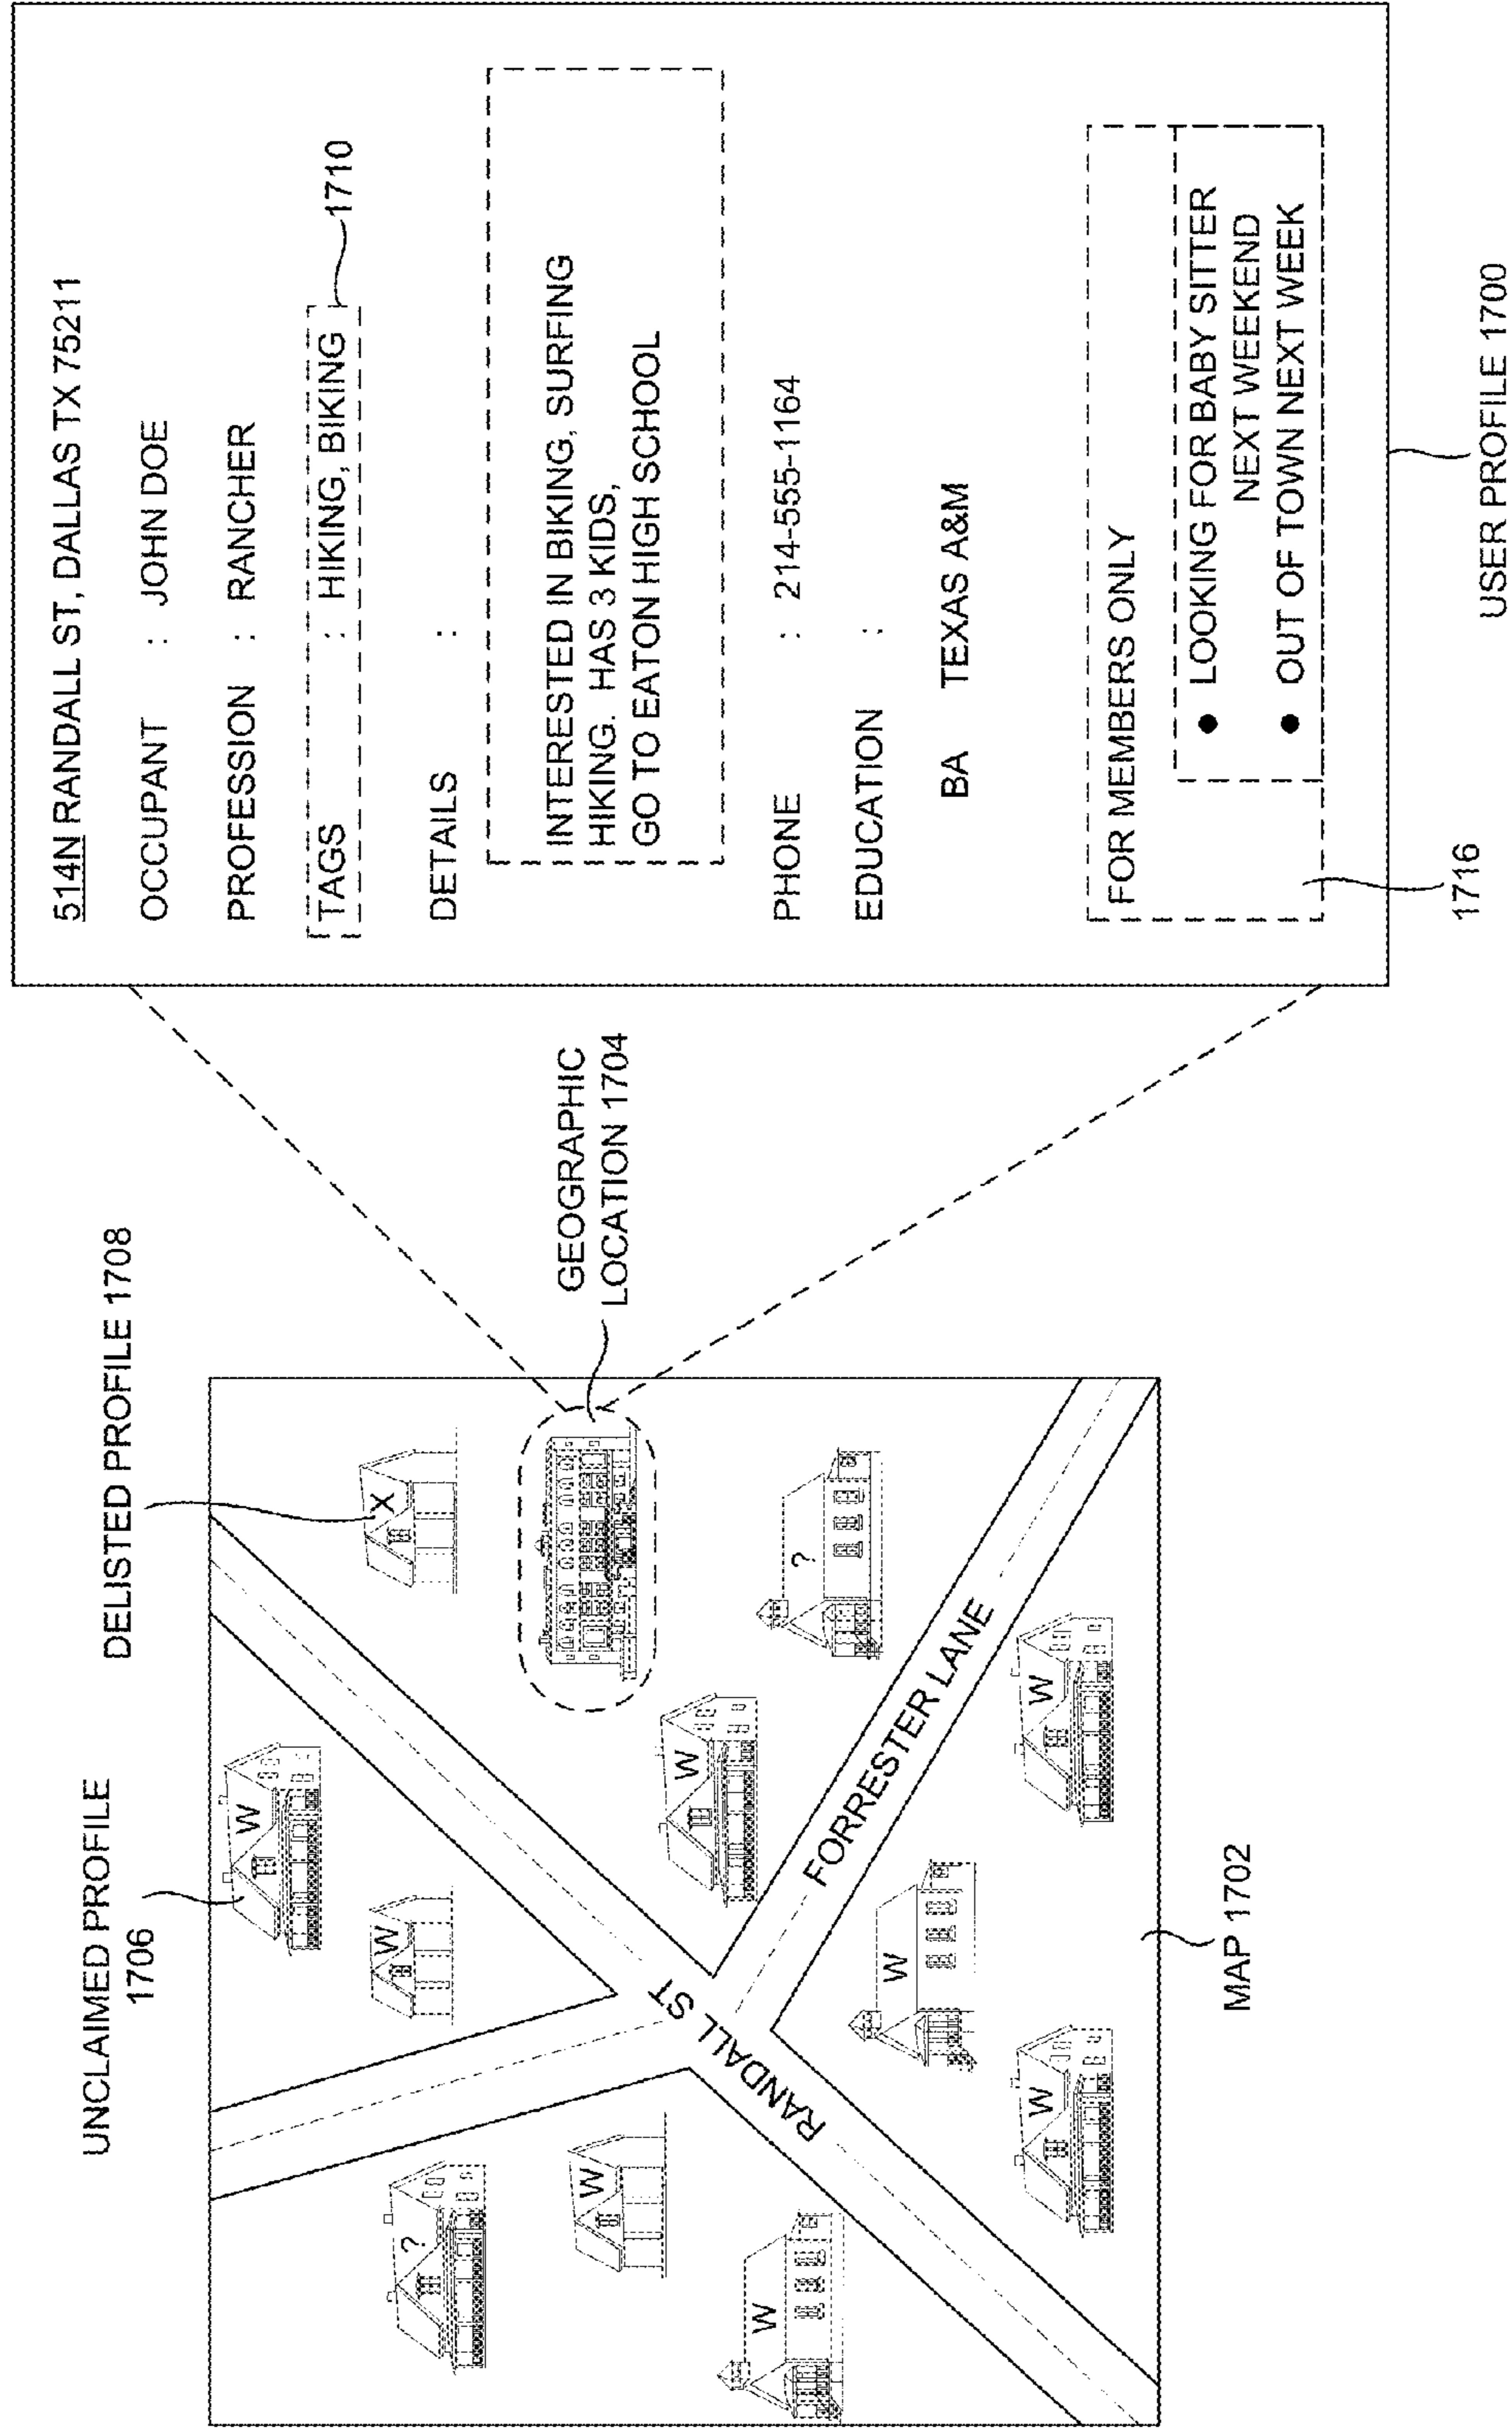 UNCLAIMED PROFILE
1706
DELISTED PROFILE 1708
W
W
X
?
W
W
W
?
W
W
W
W
RANDALL ST
FORRESTER LANE
GEOGRAPHIC
LOCATION 1704
MAP 1702
514N RANDALL ST, DALLAS TX 75211
OCCUPANT : JOHN DOE
PROFESSION : RANCHER
TAGS : HIKING, BIKING
1710
DETAILS :
INTERESTED IN BIKING, SURFING
HIKING. HAS 3 KIDS,
GO TO EATON HIGH SCHOOL
PHONE : 214-555-1164
EDUCATION :
BA TEXAS A&M
FOR MEMBERS ONLY
● LOOKING FOR BABY SITTER
NEXT WEEKEND
● OUT OF TOWN NEXT WEEK
1716
USER PROFILE 1700